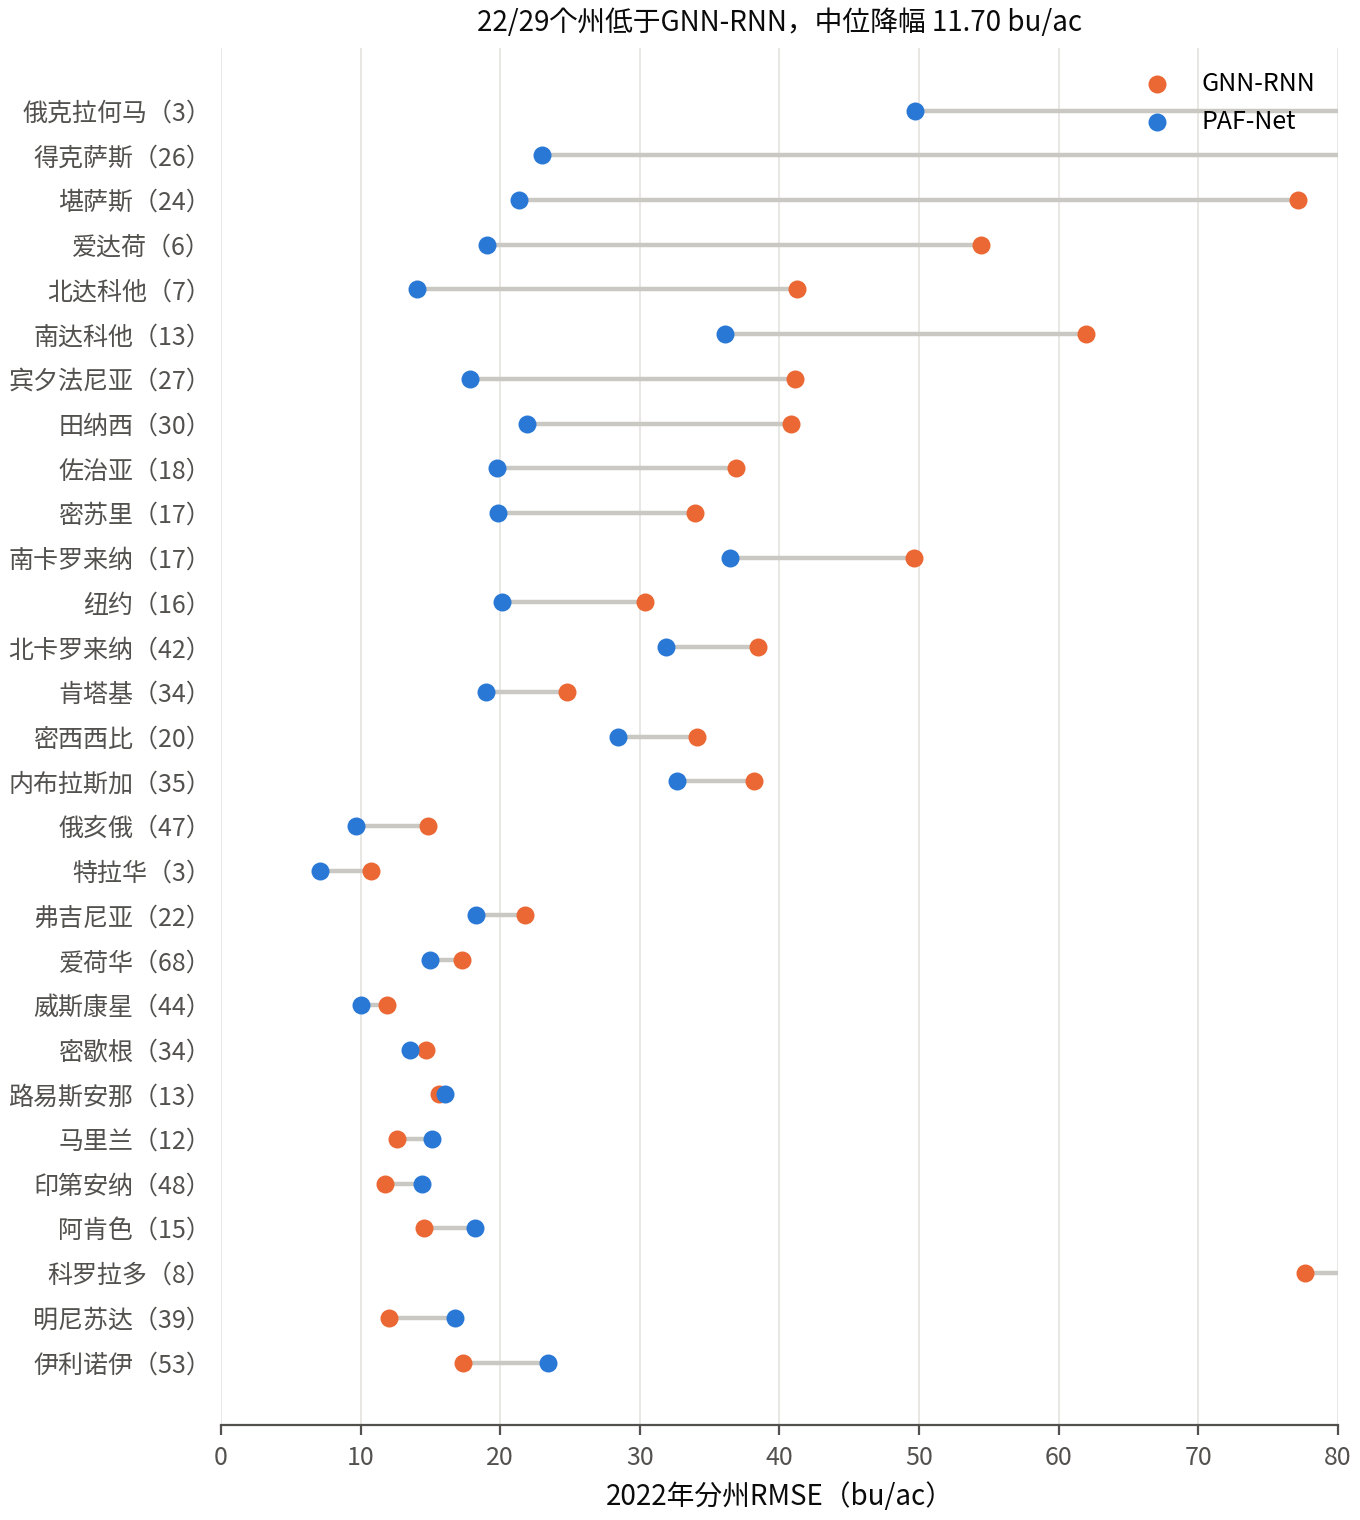 22/29个州低于GNN-RNN，中位降幅 11.70 bu/ac
GNN-RNN
PAF-Net
俄克拉何马（3）
得克萨斯（26）
堪萨斯（24）
爱达荷（6）
北达科他（7）
南达科他（13）
宾夕法尼亚（27）
田纳西（30）
佐治亚（18）
密苏里（17）
南卡罗来纳（17）
纽约（16）
北卡罗来纳（42）
肯塔基（34）
密西西比（20）
内布拉斯加（35）
俄亥俄（47）
特拉华（3）
弗吉尼亚（22）
爱荷华（68）
威斯康星（44）
密歇根（34）
路易斯安那（13）
马里兰（12）
印第安纳（48）
阿肯色（15）
科罗拉多（8）
明尼苏达（39）
伊利诺伊（53）
0 10 20 30 40 50 60 70 80
2022年分州RMSE（bu/ac）